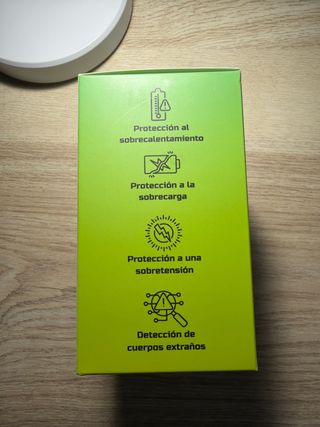 Protección al
sobrecalentamiento
Protección a la
sobrecarga
Protección a una
sobretensión
Detección de
cuerpos extraños